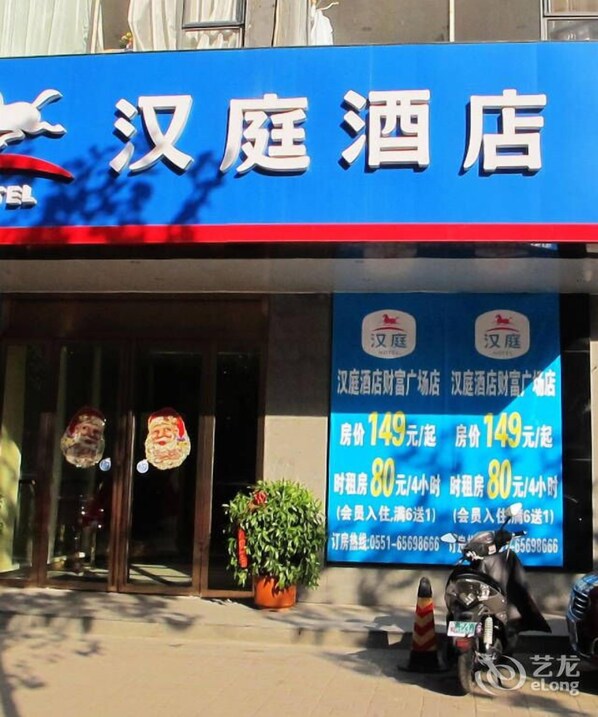 汉庭酒店
TEL
汉庭
HOTEL
汉庭酒店财富广场店
房价149元/起
时租房80元/4小时
(会员入住,满6送1)
订房热线:0551-65698666
汉庭
HOTEL
汉庭酒店财富广场店
房价149元/起
时租房80元/4小时
(会员入住,满6送1)
65698666
艺龙
eLong